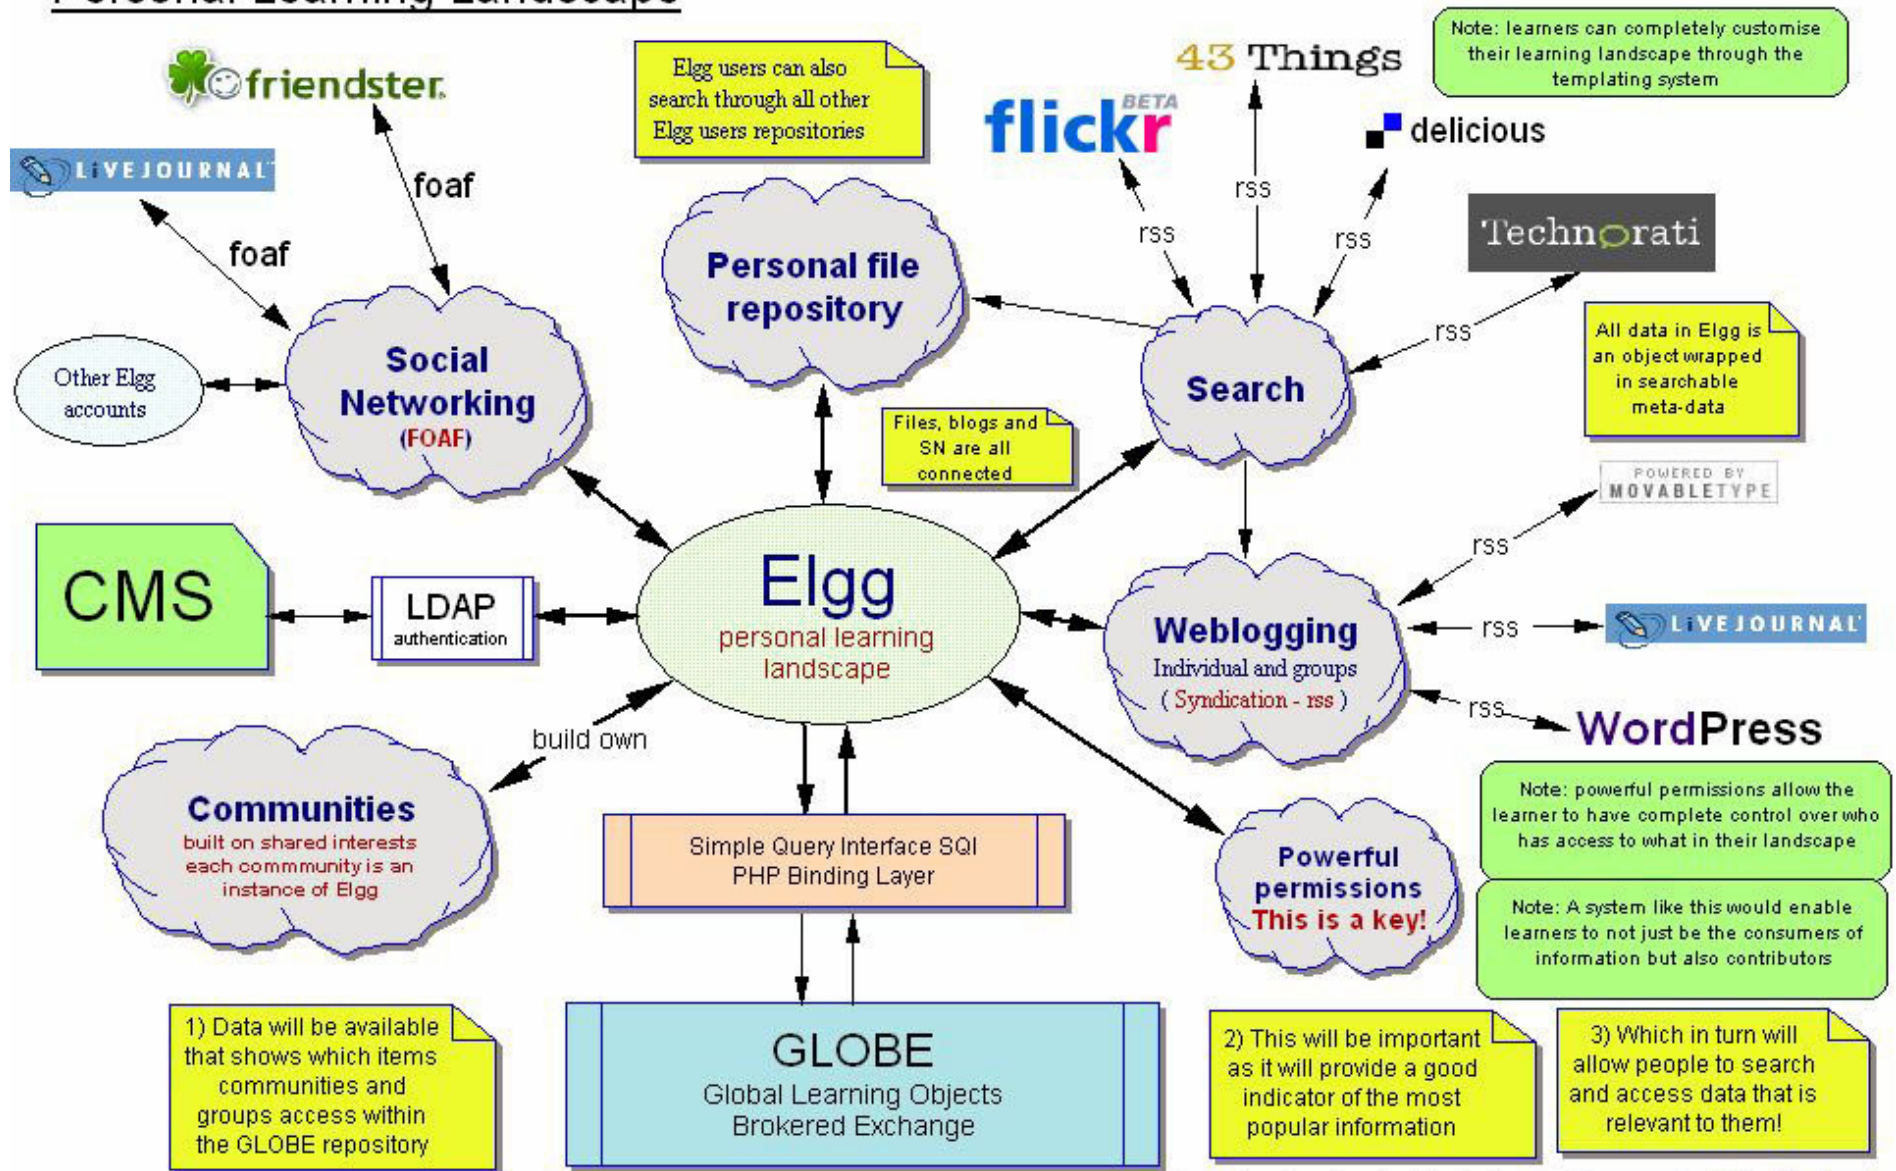 Personal Learning Landscape
friendster.
LiVEJOURNAL
foaf
foaf
Other Elgg
accounts
Social
Networking
(FOAF)
Elgg users can also
search through all other
Elgg users repositories
Personal file
repository
43 Things
flickr
BETA
delicious
Technorati
rss
rss
rss
rss
Note: learners can completely customise
their learning landscape through the
templating system
Search
All data in Elgg is
an object wrapped
in searchable
meta-data
Files, blogs and
SN are all
connected
POWERED BY
MOVABLETYPE
CMS
LDAP
authentication
Elgg
personal learning
landscape
Weblogging
Individual and groups
( Syndication - rss )
rss
rss
LiVEJOURNAL
rss
WordPress
build own
Communities
built on shared interests
each commmunity is an
instance of Elgg
Simple Query Interface SQI
PHP Binding Layer
Powerful
permissions
This is a key!
Note: powerful permissions allow the
learner to have complete control over who
has access to what in their landscape
Note: A system like this would enable
learners to not just be the consumers of
information but also contributors
1) Data will be available
that shows which items
communities and
groups access within
the GLOBE repository
GLOBE
Global Learning Objects
Brokered Exchange
2) This will be important
as it will provide a good
indicator of the most
popular information
3) Which in turn will
allow people to search
and access data that is
relevant to them!